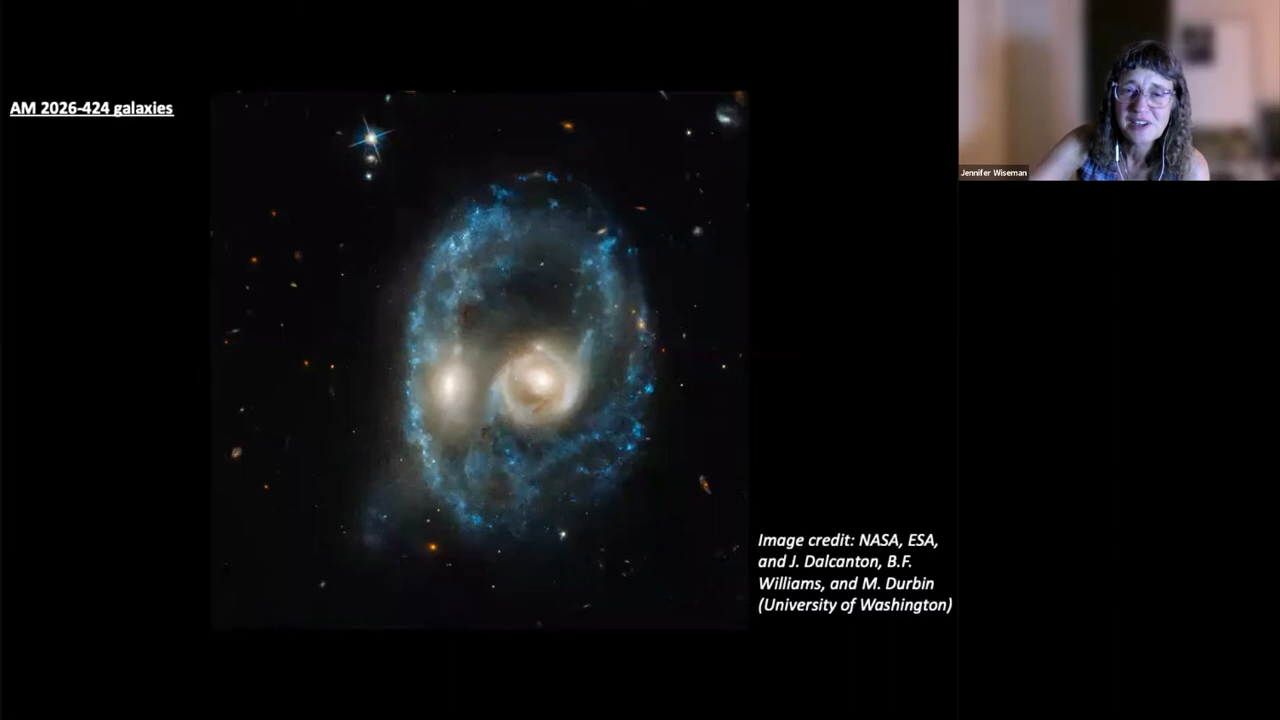 AM 2026-424 galaxies
Jennifer Wiseman
Image credit: NASA, ESA,
and J. Dalcanton, B.F.
Williams, and M. Durbin
(University of Washington)